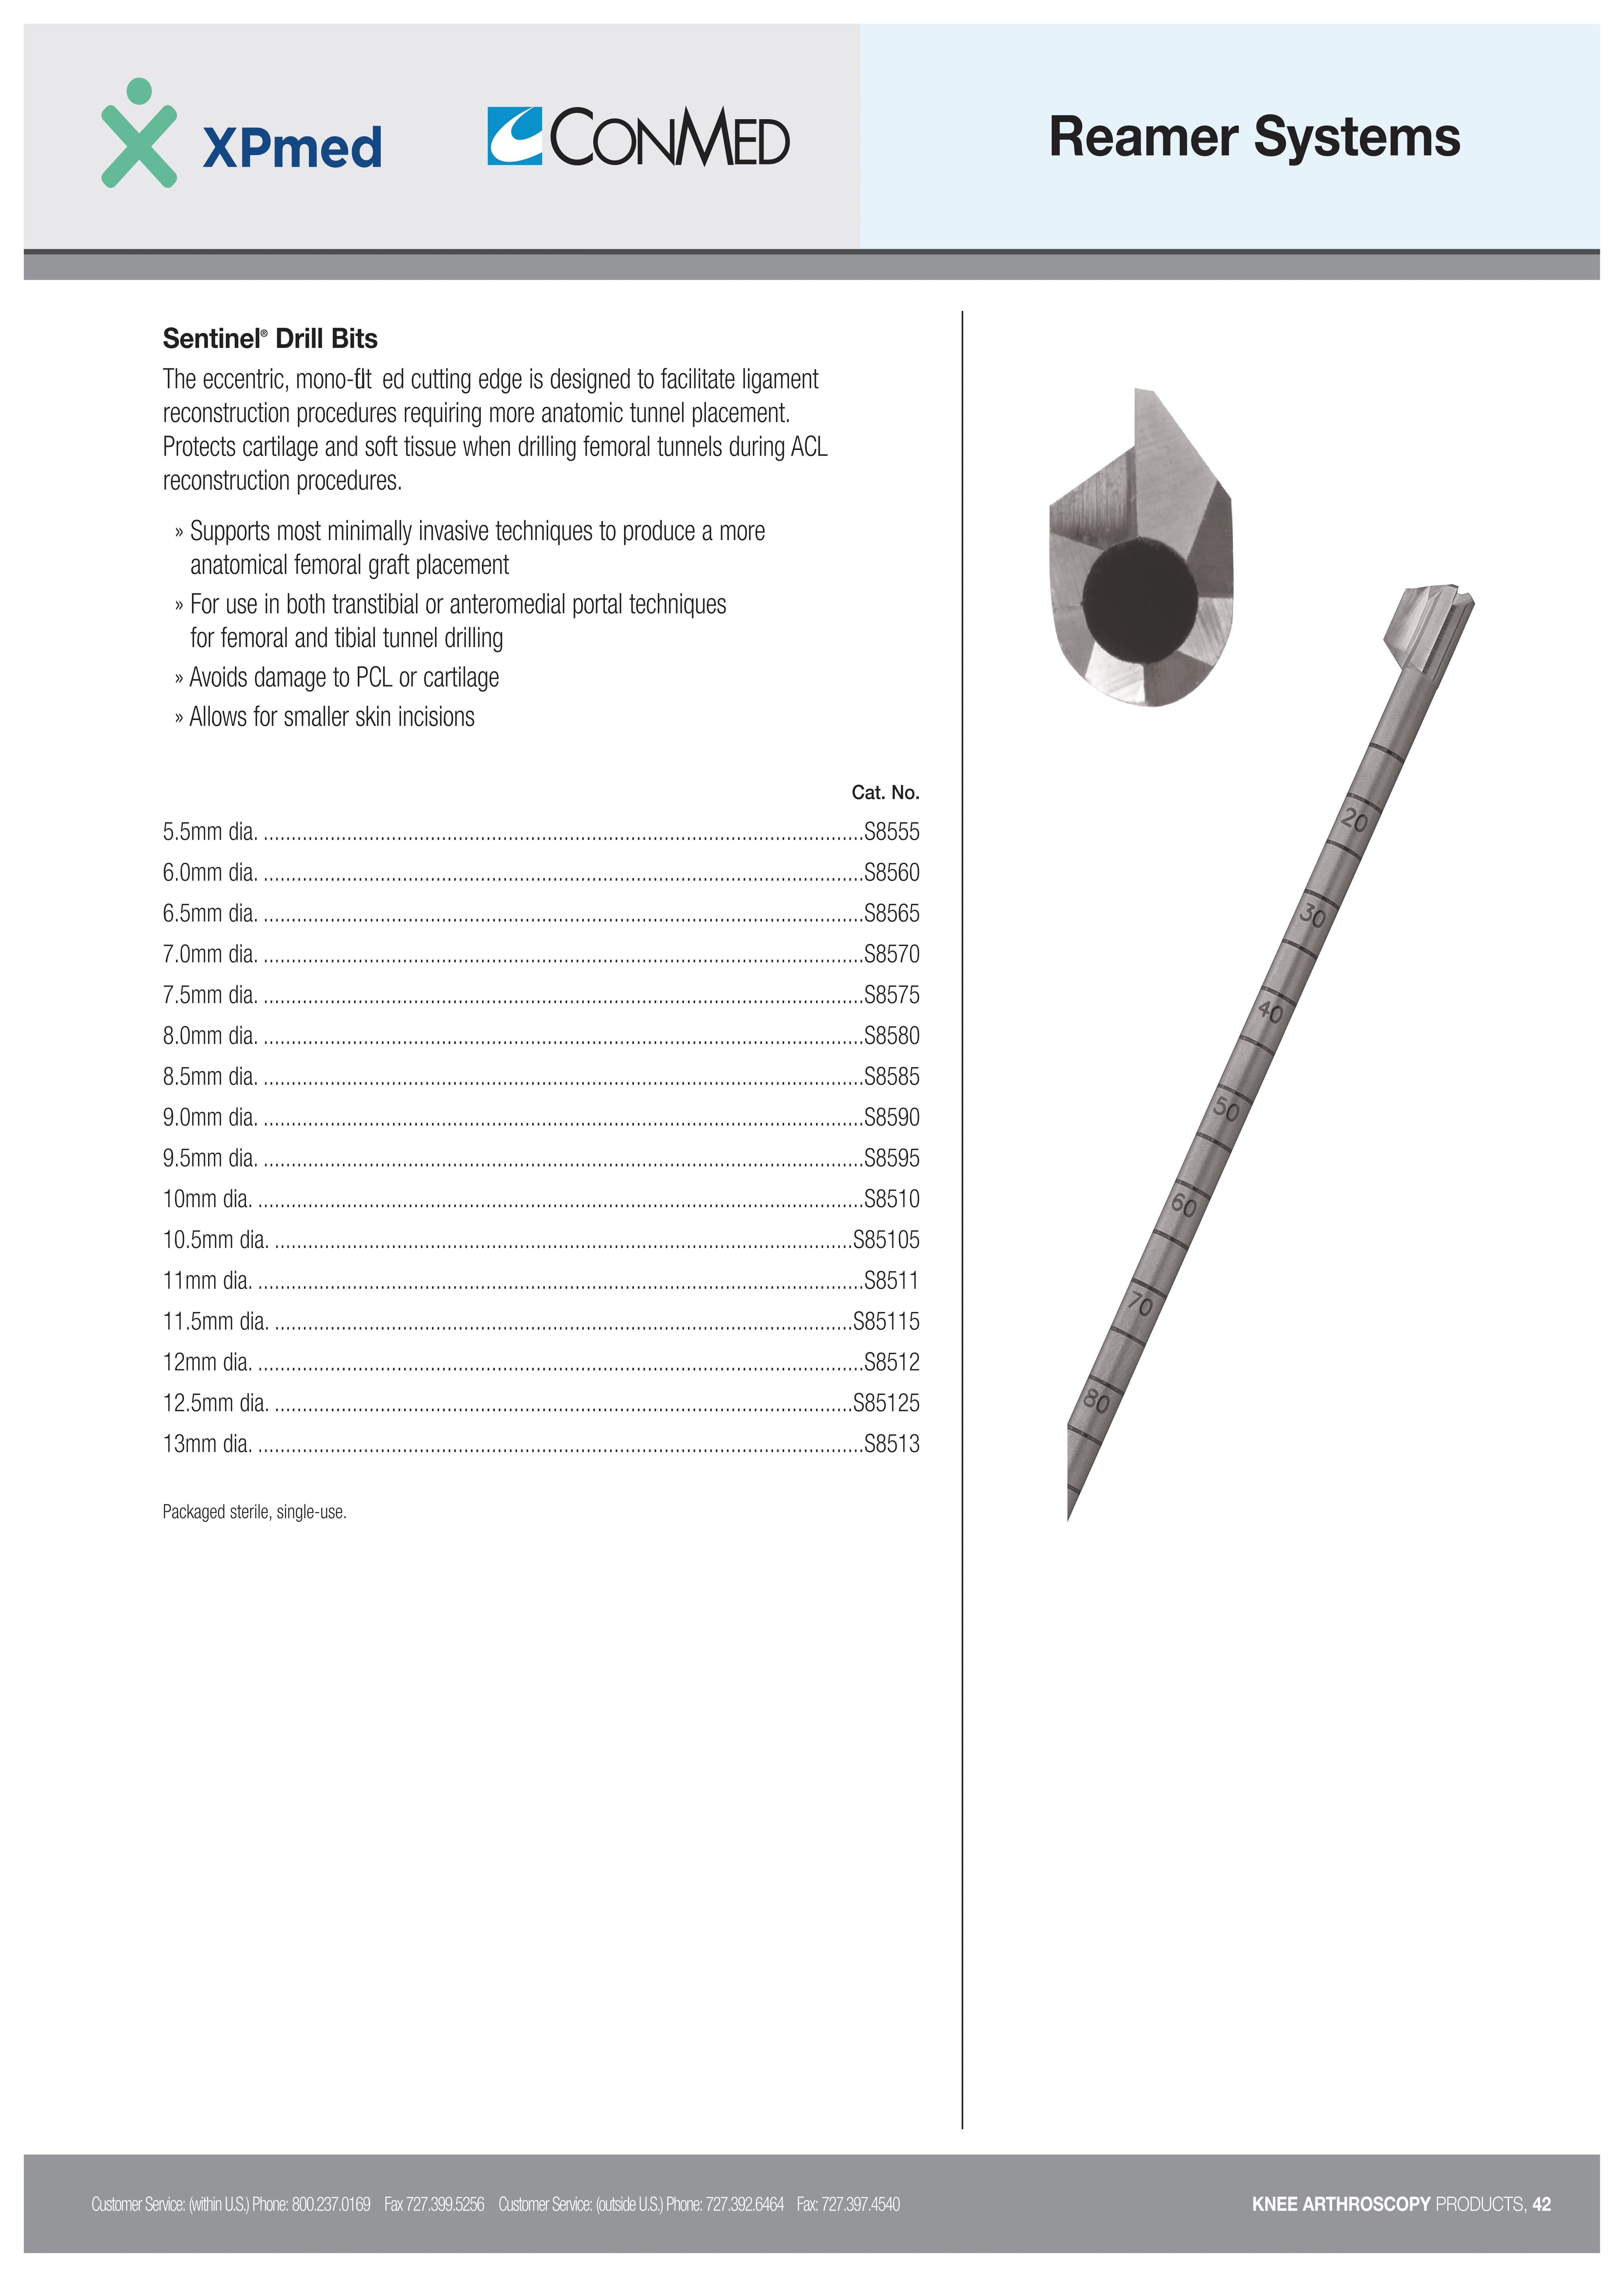 XPmed
CONMED
Reamer Systems
Sentinel® Drill Bits
The eccentric, mono-flut ed cutting edge is designed to facilitate ligament
reconstruction procedures requiring more anatomic tunnel placement.
Protects cartilage and soft tissue when drilling femoral tunnels during ACL
reconstruction procedures.
» Supports most minimally invasive techniques to produce a more
anatomical femoral graft placement
» For use in both transtibial or anteromedial portal techniques
for femoral and tibial tunnel drilling
» Avoids damage to PCL or cartilage
» Allows for smaller skin incisions
Cat. No.
5.5mm dia. ....................S8555
6.0mm dia. ....................S8560
6.5mm dia. ....................S8565
7.0mm dia. ....................S8570
7.5mm dia. ....................S8575
8.0mm dia. ....................S8580
8.5mm dia. ....................S8585
9.0mm dia. ....................S8590
9.5mm dia. ....................S8595
10mm dia. ....................S8510
10.5mm dia. ....................S85105
11mm dia. ....................S8511
11.5mm dia. ....................S85115
12mm dia. ....................S8512
12.5mm dia. ....................S85125
13mm dia. ....................S8513
Packaged sterile, single-use.
20
30
40
50
60
70
80
Customer Service: (within U.S.) Phone: 800.237.0169 Fax 727.399.5256 Customer Service: (outside U.S.) Phone: 727.392.6464 Fax: 727.397.4540
KNEE ARTHROSCOPY PRODUCTS, 42